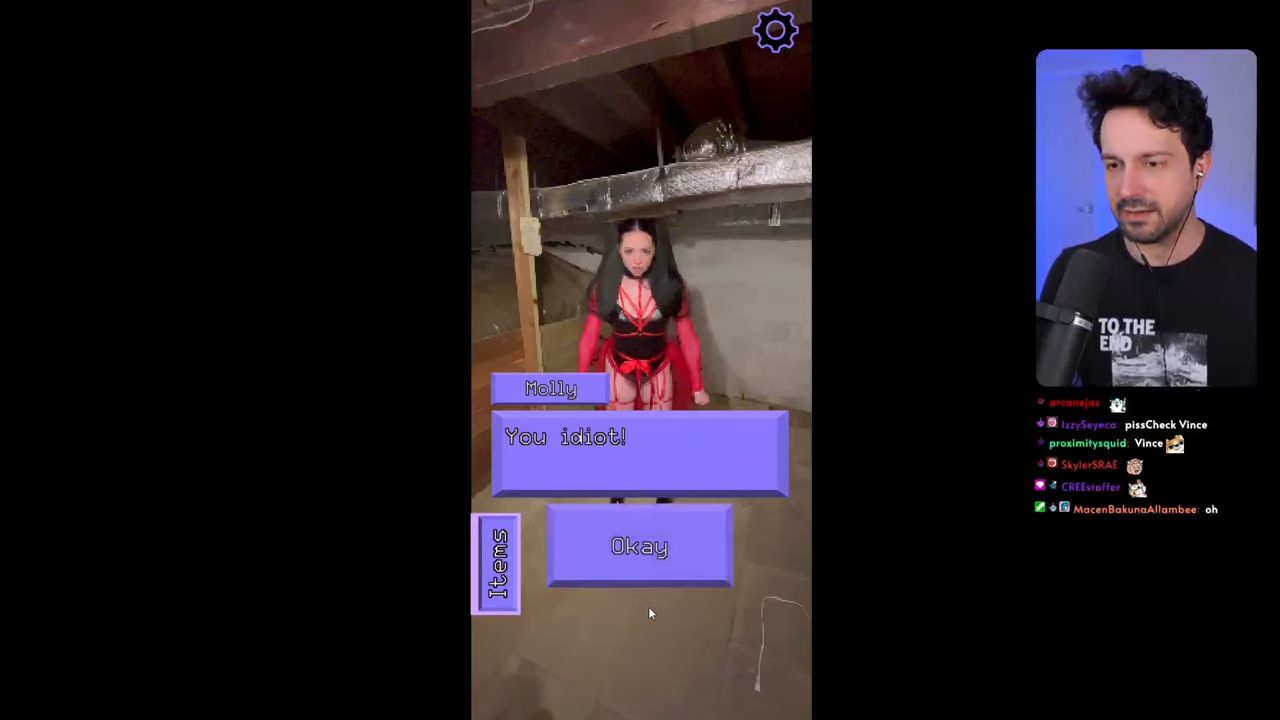 Molly
You idiot!
Okay
Items
TO THE
END
arcanejaz
IzzySeyeca: pissCheck Vince
proximitysquid: Vince
SkylerSRAE
CREEstoffer
MacenBakunaAllambee: oh